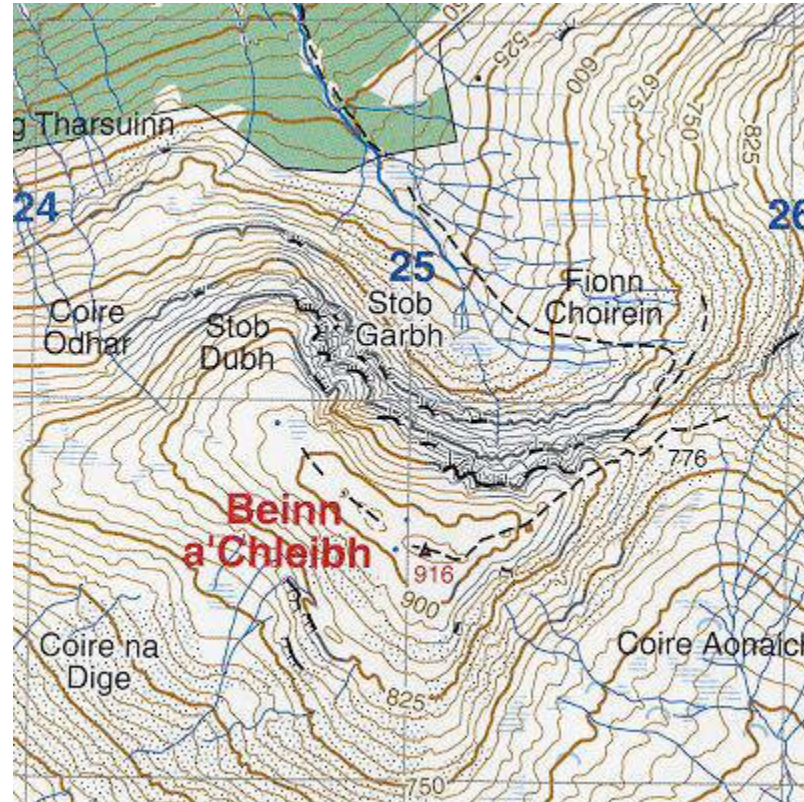 525
600
675
750
825
g Tharsuinn
24
26
25
Fionn
Choirein
Stob
Garbh
Coire
Odhar
Stob
Dubh
776
Beinn
a'Chleibh
916
900
Coire na
Dige
Coire Aonaich
825
750